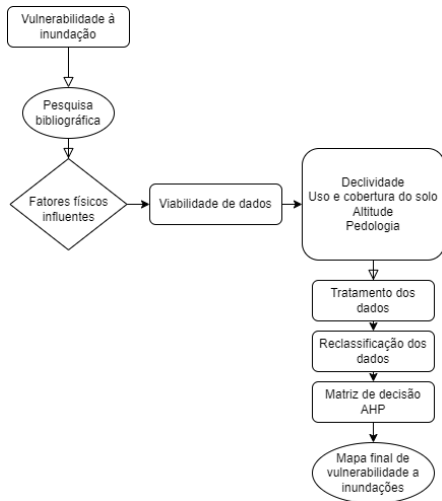 Vulnerabilidade à
inundação
Pesquisa
bibliográfica
Fatores físicos
influentes
Viabilidade de dados
Declividade
Uso e cobertura do solo
Altitude
Pedologia
Tratamento dos
dados
Reclassificação dos
dados
Matriz de decisão
AHP
Mapa final de
vulnerabilidade a
inundações